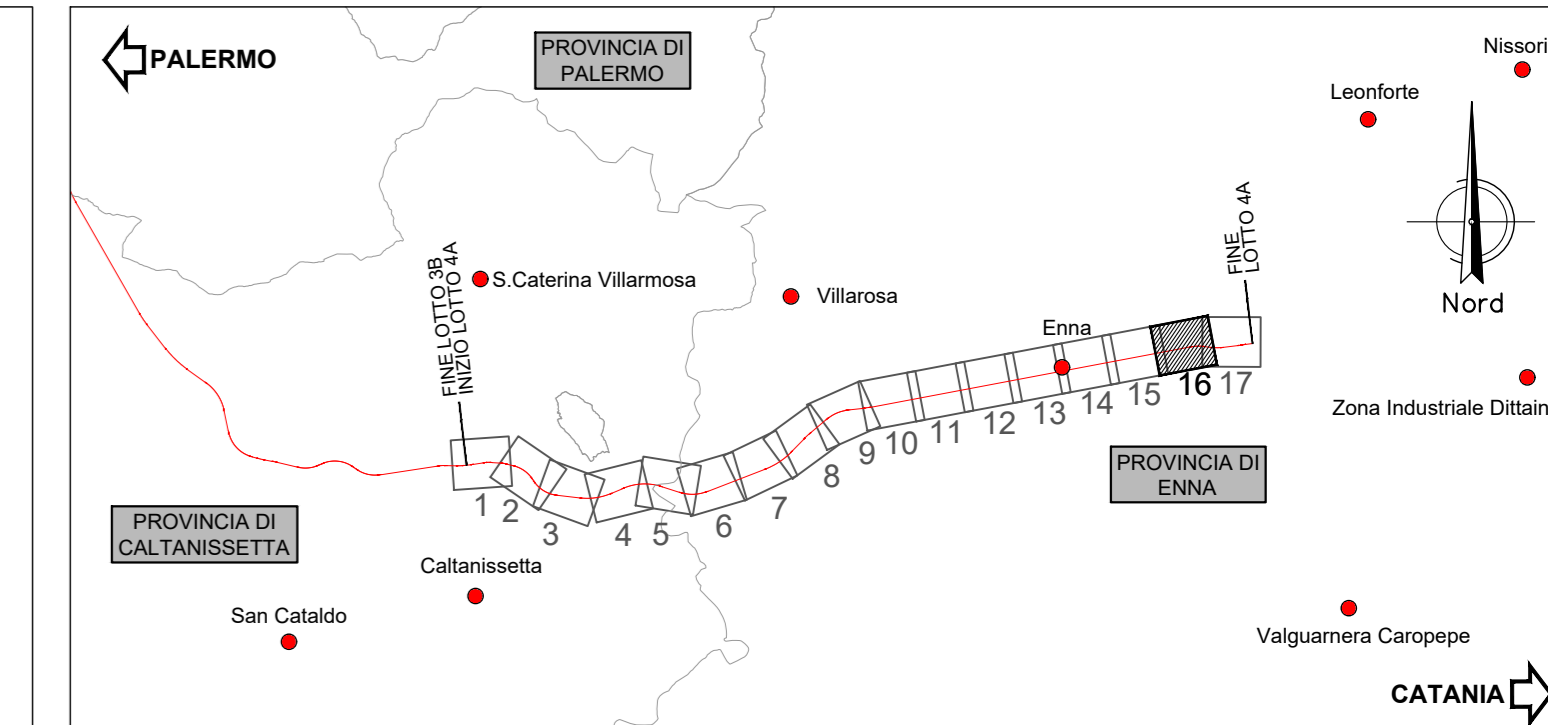 PALERMO
PROVINCIA DI
PALERMO
Nissori
Leonforte
FINE LOTTO 3B
INIZIO LOTTO 4A
S.Caterina Villarmosa
Villarosa
Enna
FINE
LOTTO 4A
Nord
Zona Industriale Dittain
1
2
3
4
5
6
7
8
9
10
11
12
13
14
15
16
17
PROVINCIA DI
ENNA
PROVINCIA DI
CALTANISSETTA
Caltanissetta
San Cataldo
Valguarnera Caropepe
CATANIA